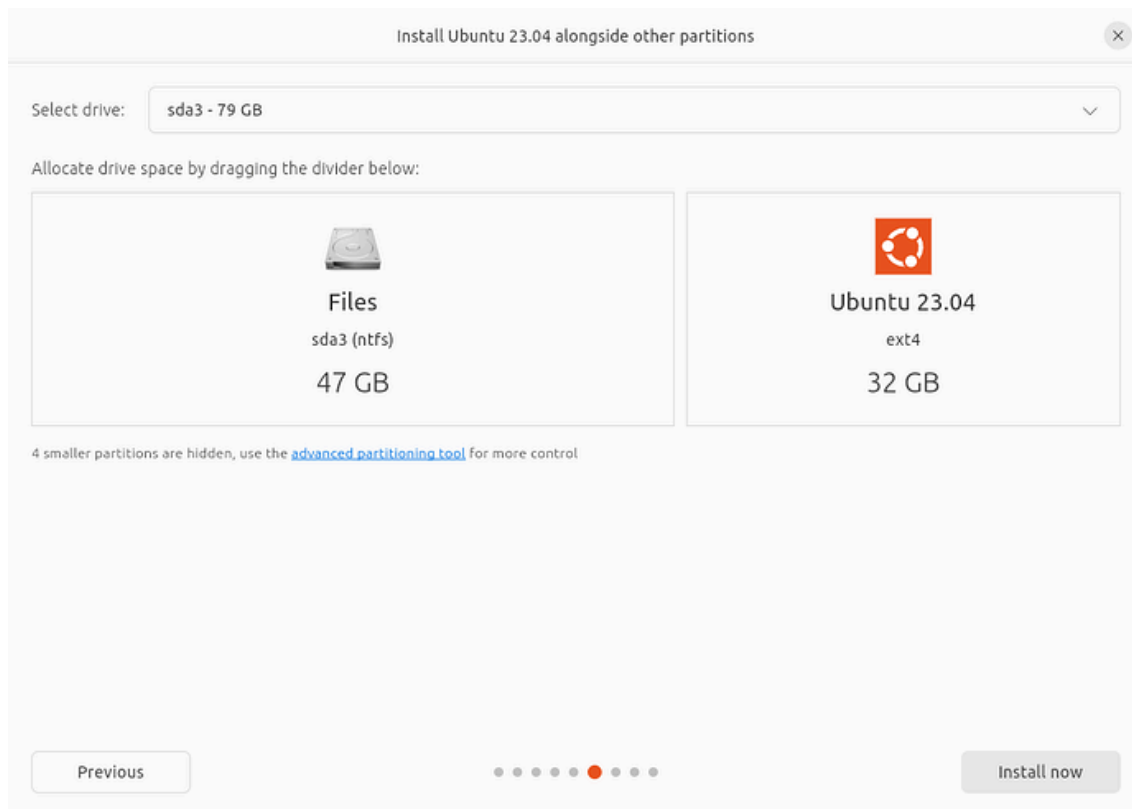 Install Ubuntu 23.04 alongside other partitions
Select drive: sda3 - 79 GB
Allocate drive space by dragging the divider below:
Files
sda3 (ntfs)
47 GB
Ubuntu 23.04
ext4
32 GB
4 smaller partitions are hidden, use the advanced partitioning tool for more control
Previous
Install now